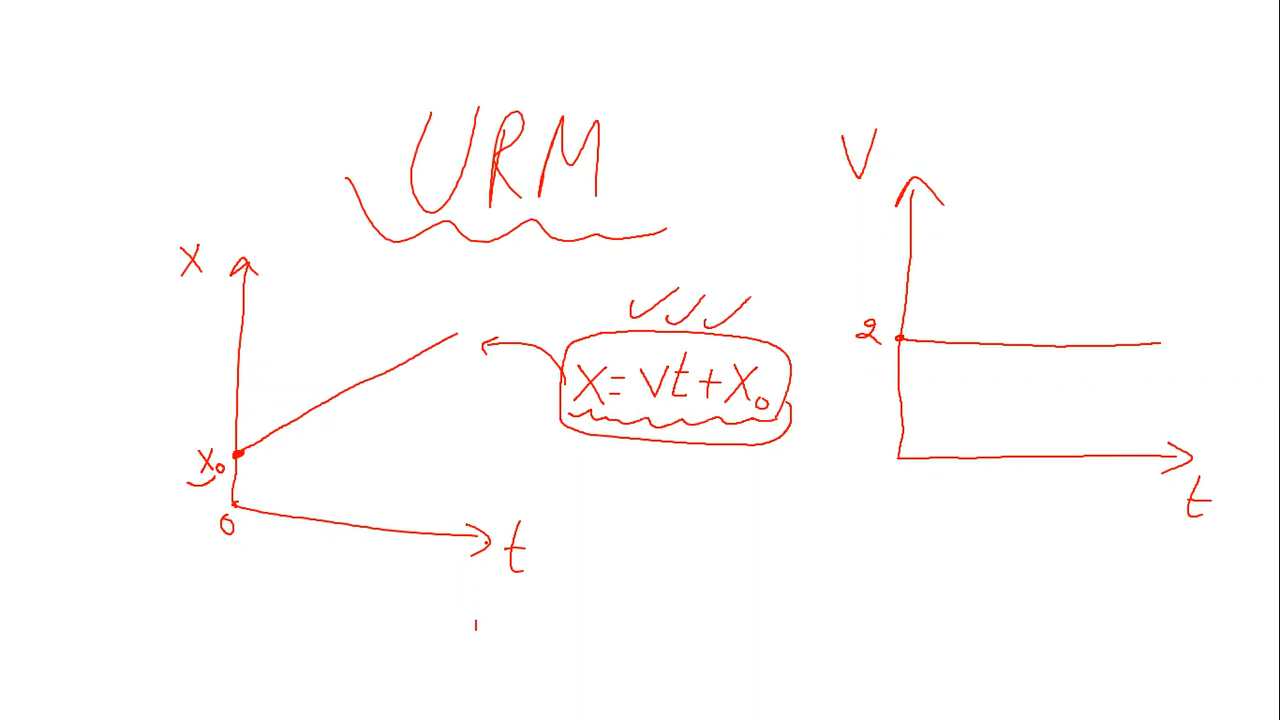 URM
V
X
2
X = Vt + X₀
X₀
0
t
t